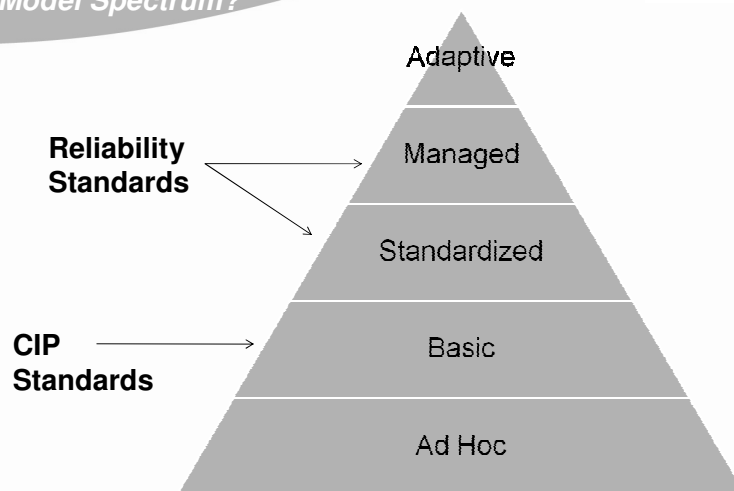 Model Spectrum?
Adaptive
Reliability
Standards
Managed
Standardized
CIP
Standards
Basic
Ad Hoc